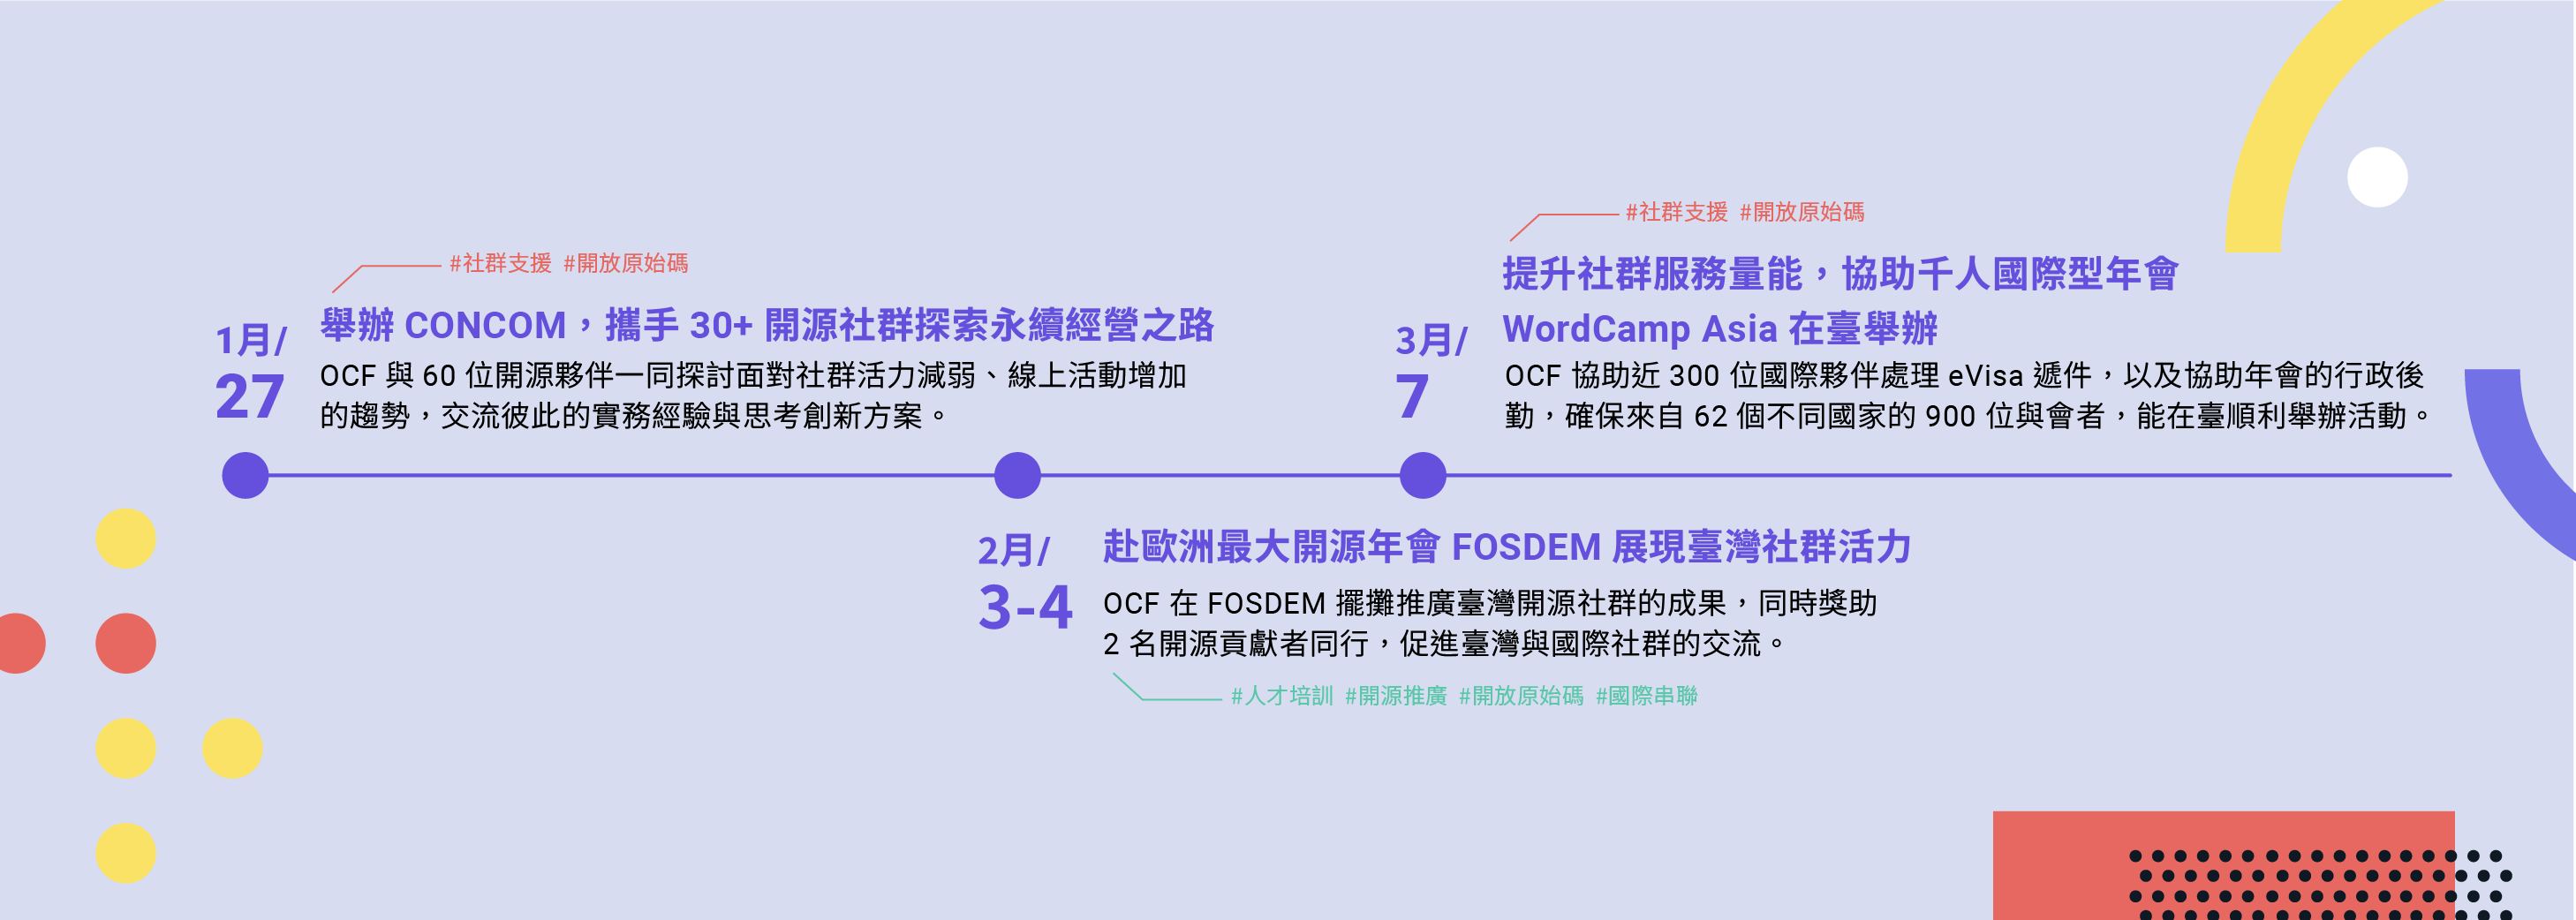 #社群支援 #開放原始碼
1月/
27
舉辦 CONCOM，攜手 30+ 開源社群探索永續經營之路
OCF 與 60 位開源夥伴一同探討面對社群活力減弱、線上活動增加
的趨勢，交流彼此的實務經驗與思考創新方案。
#社群支援 #開放原始碼
3月/
7
提升社群服務量能，協助千人國際型年會
WordCamp Asia 在臺舉辦
OCF 協助近 300 位國際夥伴處理 eVisa 遞件，以及協助年會的行政後
勤，確保來自 62 個不同國家的 900 位與會者，能在臺順利舉辦活動。
2月/
3-4
赴歐洲最大開源年會 FOSDEM 展現臺灣社群活力
OCF 在 FOSDEM 擺攤推廣臺灣開源社群的成果，同時獎助
2 名開源貢獻者同行，促進臺灣與國際社群的交流。
#人才培訓 #開源推廣 #開放原始碼 #國際串聯